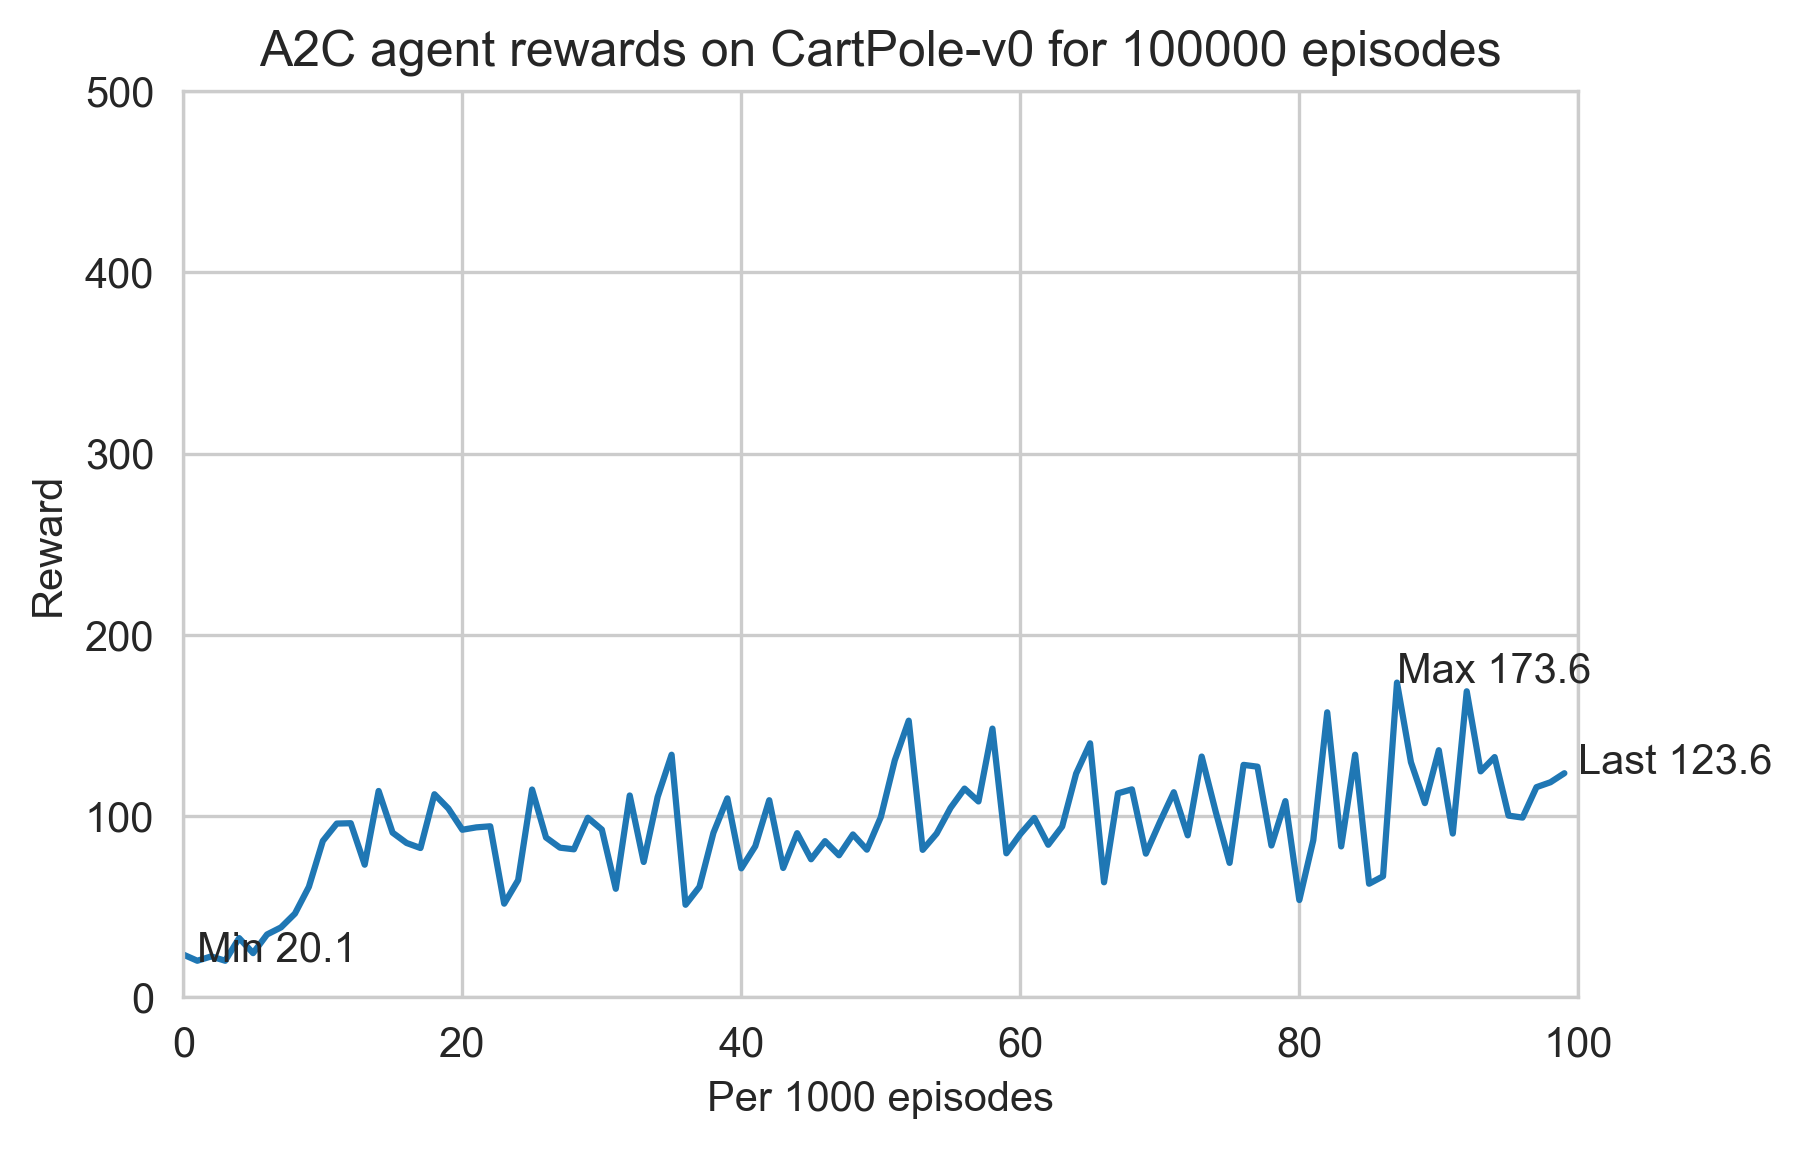 A2C agent rewards on CartPole-v0 for 100000 episodes
500
400
300
200
100
0
Reward
Max 173.6
Last 123.6
Min 20.1
0 20 40 60 80 100
Per 1000 episodes